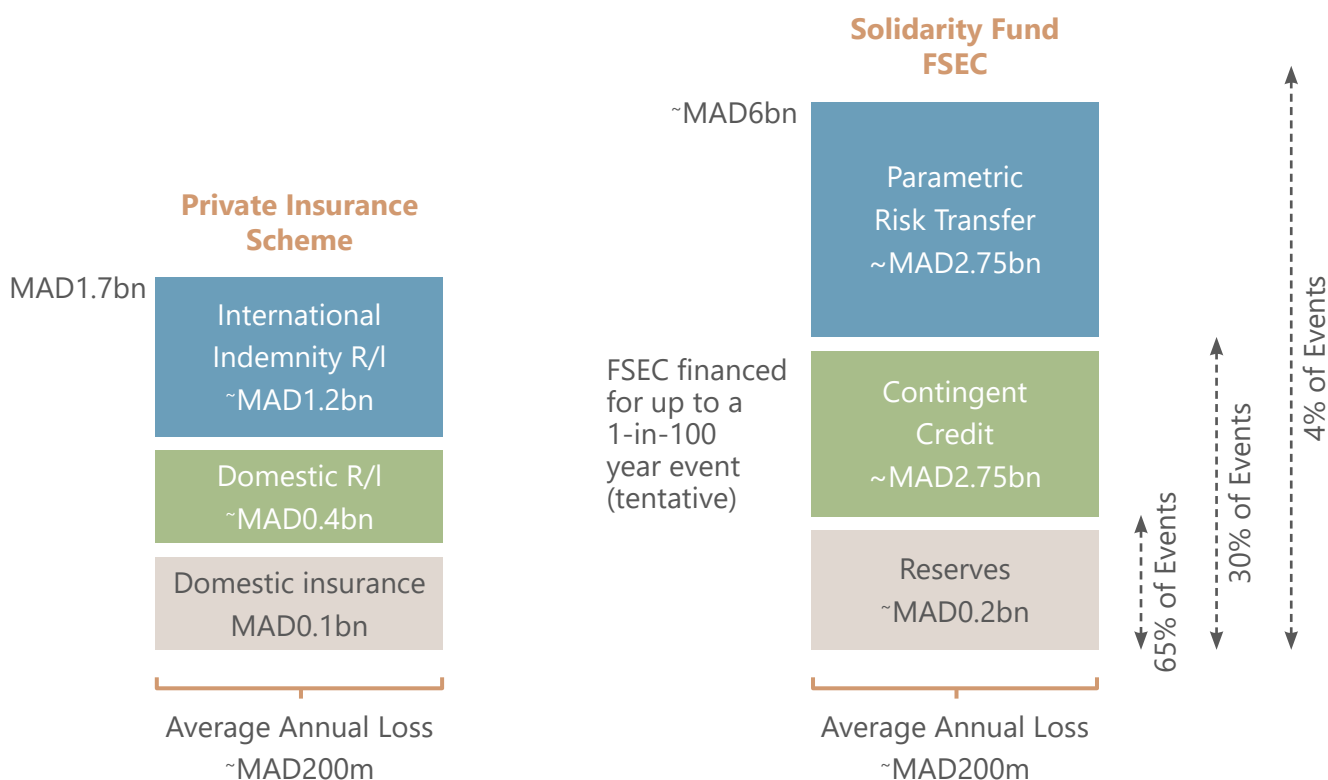 Private Insurance
Scheme
MAD1.7bn
International
Indemnity R/I
~MAD1.2bn
Domestic R/I
~MAD0.4bn
Domestic insurance
MAD0.1bn
Average Annual Loss
~MAD200m
Solidarity Fund
FSEC
~MAD6bn
Parametric
Risk Transfer
~MAD2.75bn
FSEC financed
for up to a
1-in-100
year event
(tentative)
Contingent
Credit
~MAD2.75bn
Reserves
~MAD0.2bn
Average Annual Loss
~MAD200m
65% of Events
30% of Events
4% of Events